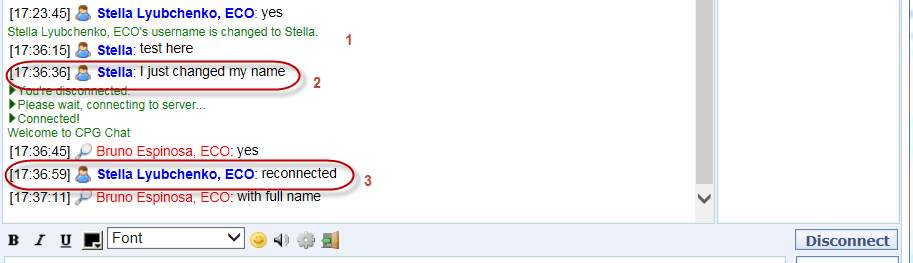 [17:23:45] Stella Lyubchenko, ECO: yes
Stella Lyubchenko, ECO's username is changed to Stella.
1
[17:36:15] Stella: test here
[17:36:36] Stella: I just changed my name
2
You're disconnected.
Please wait, connecting to server...
Connected!
Welcome to CPG Chat
[17:36:45] Bruno Espinosa, ECO: yes
[17:36:59] Stella Lyubchenko, ECO: reconnected
3
[17:37:11] Bruno Espinosa, ECO: with full name
B I U Font Disconnect